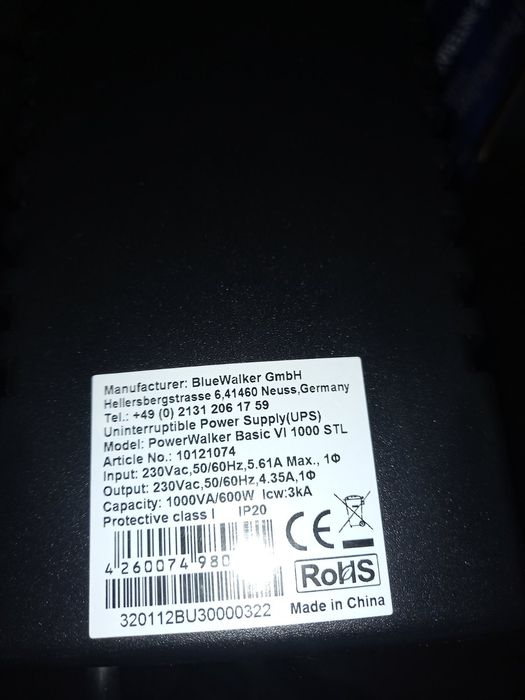 Manufacturer: BlueWalker GmbH
Hellersbergstrasse 6,41460 Neuss,Germany
Tel.: +49 (0) 2131 206 17 59
Uninterruptible Power Supply(UPS)
Model: PowerWalker Basic VI 1000 STL
Article No.: 10121074
Input: 230Vac,50/60Hz,5.61A Max., 1Φ
Output: 230Vac,50/60Hz,4.35A,1Φ
Capacity: 1000VA/600W Icw:3kA
Protective class I IP20
CE
4 260074 980
RoHS
320112BU30000322
Made in China